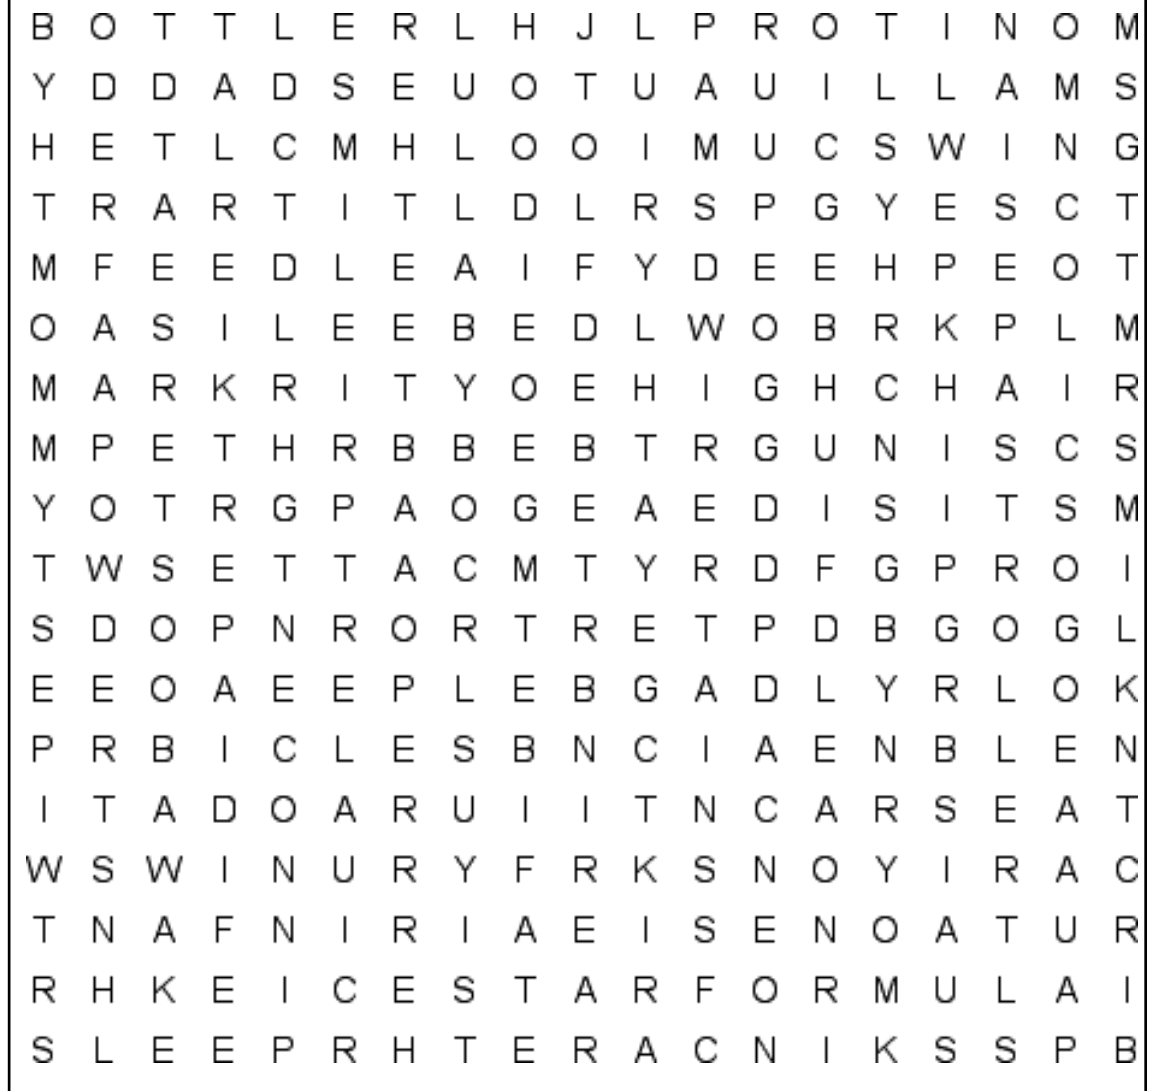 B O T T L E R L H J L P R O T I N O M
Y D D A D S E U O T U A U I L L A M S
H E T L C M H L O O I M U C S W I N G
T R A R T I T L D L R S P G Y E S C T
M F E E D L E A I F Y D E E H P E O T
O A S I L E E B E D L W O B R K P L M
M A R K R I T Y O E H I G H C H A I R
M P E T H R B B E B T R G U N I S C S
Y O T R G P A O G E A E D I S I T S M
T W S E T T A C M T Y R D F G P R O I
S D O P N R O R T R E T P D B G O G L
E E O A E E P L E B G A D L Y R L O K
P R B I C L E S B N C I A E N B L E N
I T A D O A R U I I T N C A R S E A T
W S W I N U R Y F R K S N O Y I R A C
T N A F N I R I A E I S E N O A T U R
R H K E I C E S T A R F O R M U L A I
S L E E P R H T E R A C N I K S S P B